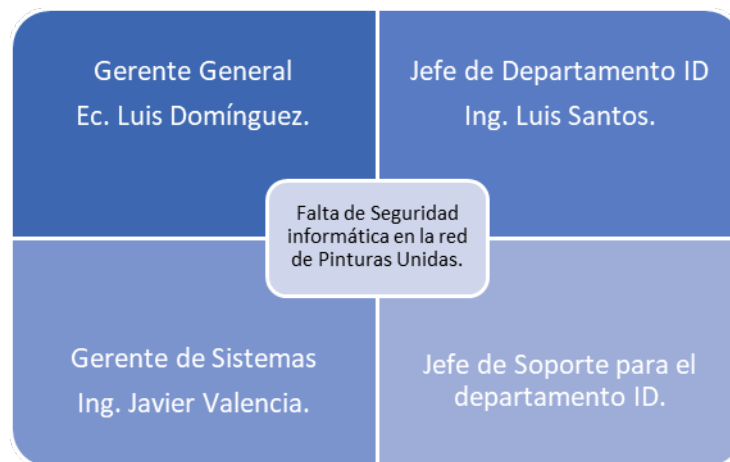 Gerente General
Ec. Luis Domínguez.
Jefe de Departamento ID
Ing. Luis Santos.
Falta de Seguridad
informática en la red
de Pinturas Unidas.
Gerente de Sistemas
Ing. Javier Valencia.
Jefe de Soporte para el
departamento ID.